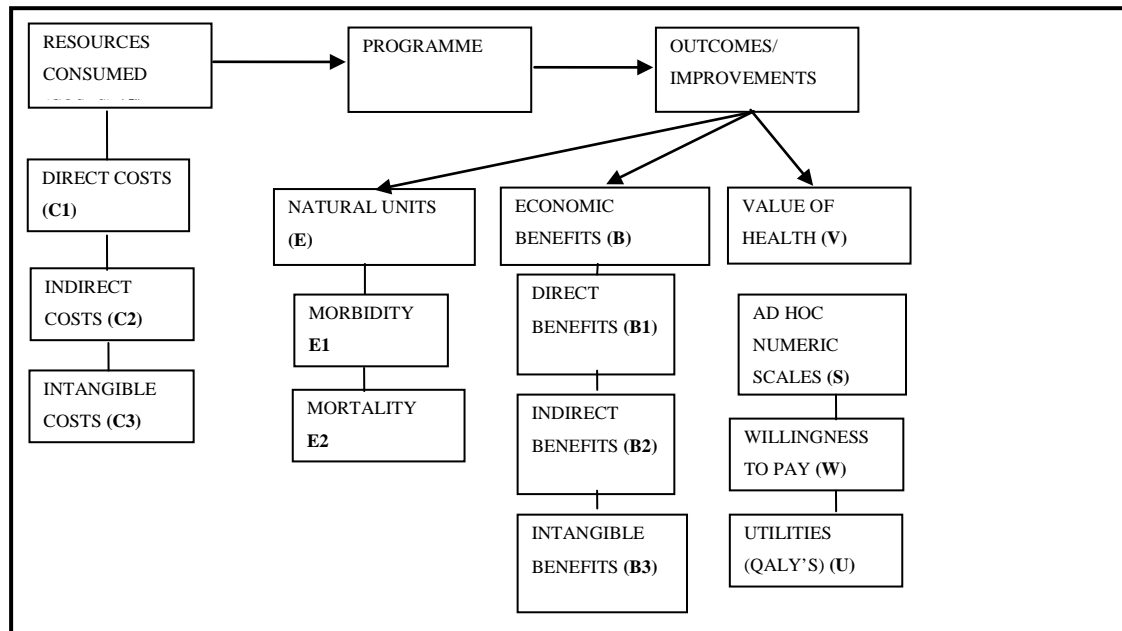 RESOURCES
CONSUMED
PROGRAMME
OUTCOMES/
IMPROVEMENTS
DIRECT COSTS
(C1)
NATURAL UNITS
(E)
ECONOMIC
BENEFITS (B)
VALUE OF
HEALTH (V)
INDIRECT
COSTS (C2)
MORBIDITY
E1
DIRECT
BENEFITS (B1)
AD HOC
NUMERIC
SCALES (S)
INTANGIBLE
COSTS (C3)
MORTALITY
E2
INDIRECT
BENEFITS (B2)
WILLINGNESS
TO PAY (W)
INTANGIBLE
BENEFITS (B3)
UTILITIES
(QALY’S) (U)